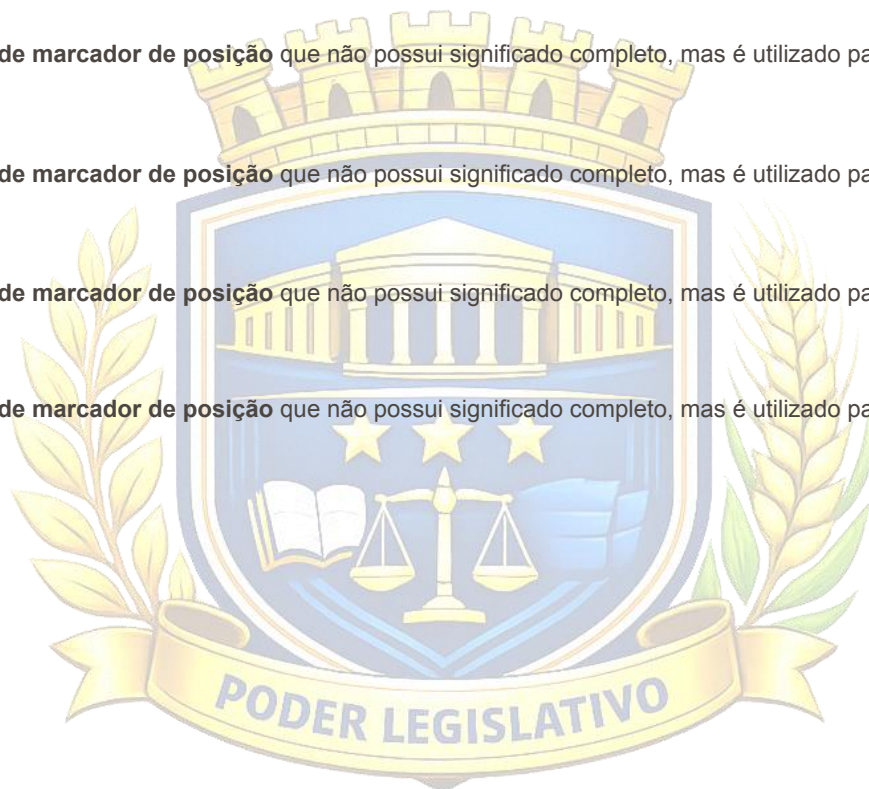 de marcador de posição que não possui significado completo, mas é utilizado pa
de marcador de posição que não possui significado completo, mas é utilizado pa
de marcador de posição que não possui significado completo, mas é utilizado pa
de marcador de posição que não possui significado completo, mas é utilizado pa
PODER LEGISLATIVO